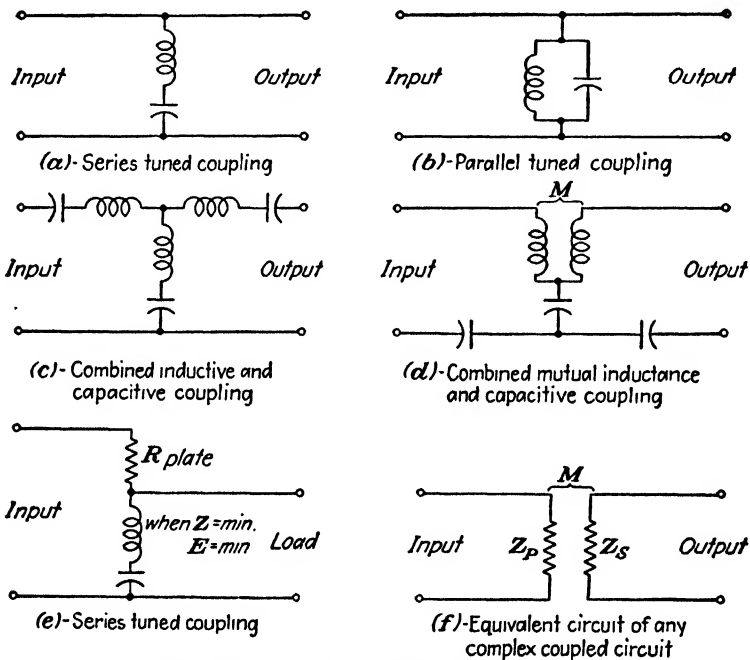 Input Output
(a)-Series tuned coupling
Input Output
(b)-Parallel tuned coupling
Input Output
(c)-Combined inductive and
capacitive coupling
M
Input Output
(d)-Combined mutual inductance
and capacitive coupling
R plate
Input
when Z=min.
E=min Load
(e)-Series tuned coupling
M
Input ZP ZS Output
(f)-Equivalent circuit of any
complex coupled circuit